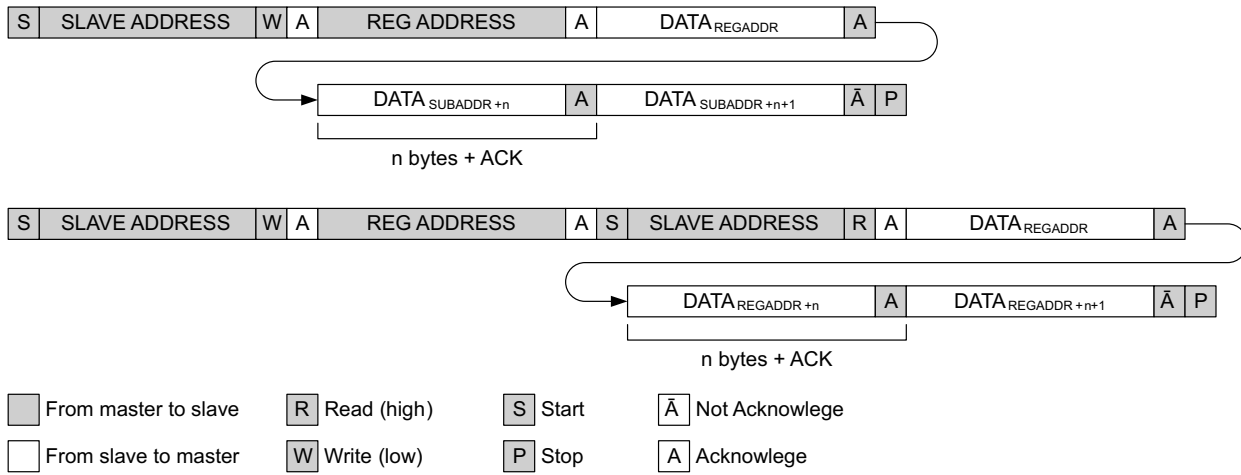 S SLAVE ADDRESS W A REG ADDRESS A DATA REGADDR A
DATA SUBADDR +n A DATA SUBADDR +n+1 Ā P
n bytes + ACK
S SLAVE ADDRESS W A REG ADDRESS A S SLAVE ADDRESS R A DATA REGADDR A
DATA REGADDR +n A DATA REGADDR +n+1 Ā P
n bytes + ACK
From master to slave R Read (high) S Start Ā Not Acknowlege
From slave to master W Write (low) P Stop A Acknowlege